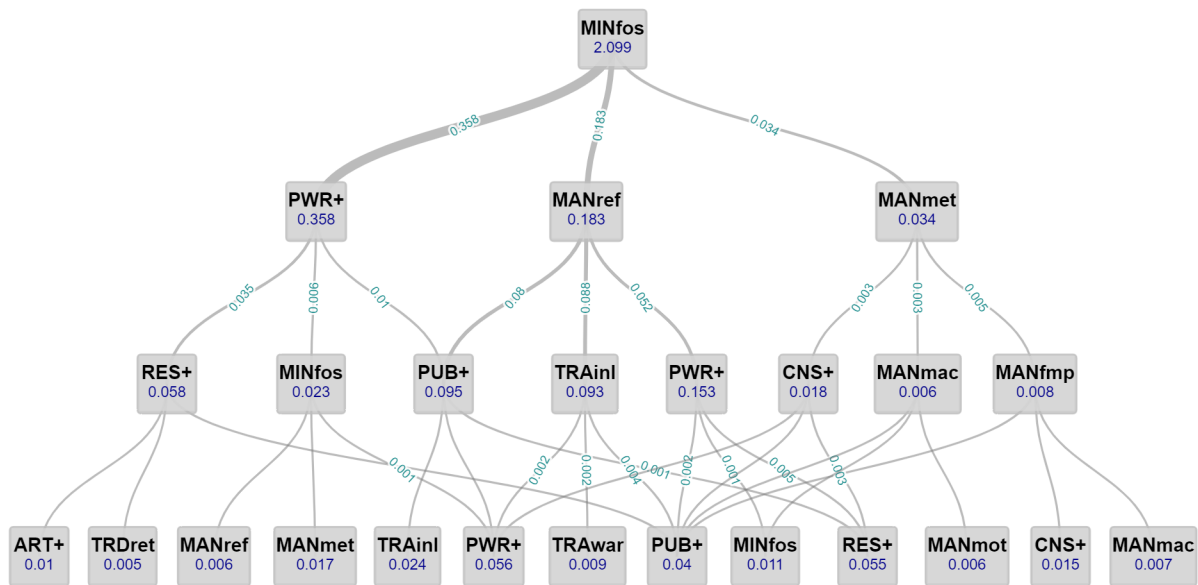 MINfos
2.099
0.358
0.183
0.034
PWR+
0.358
MANref
0.183
MANmet
0.034
0.035
0.006
0.01
0.08
0.088
0.052
0.003
0.003
0.005
RES+
0.058
MINfos
0.023
PUB+
0.095
TRAinl
0.093
PWR+
0.153
CNS+
0.018
MANmac
0.006
MANfmp
0.008
0.001
0.002
0.002
0.004
0.001
0.002
0.001
0.005
0.003
ART+
0.01
TRDret
0.005
MANref
0.006
MANmet
0.017
TRAinl
0.024
PWR+
0.056
TRAwar
0.009
PUB+
0.04
MINfos
0.011
RES+
0.055
MANmot
0.006
CNS+
0.015
MANmac
0.007